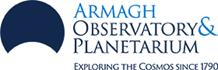 ARMAGH
OBSERVATORY&
PLANETARIUM
EXPLORING THE COSMOS SINCE 1790